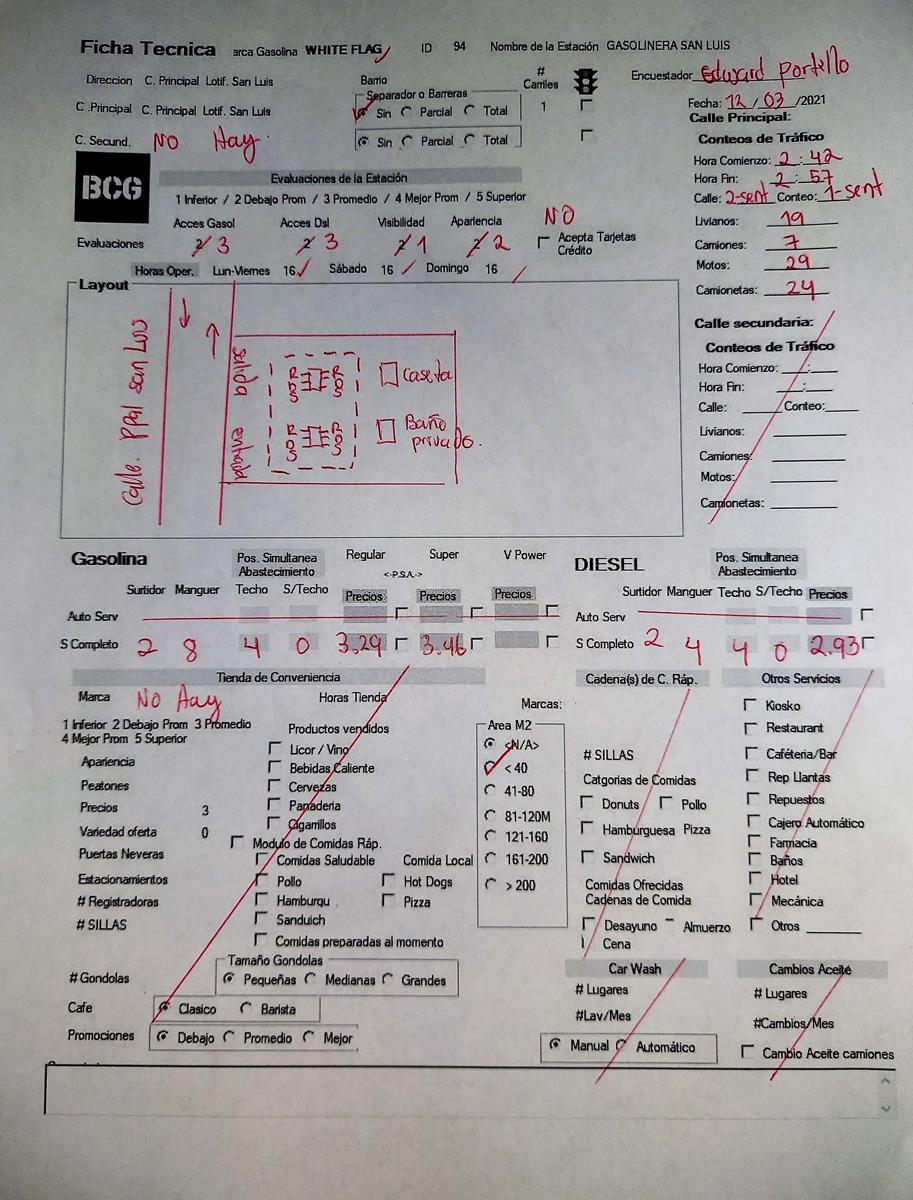 Ficha Tecnica arca Gasolina WHITE FLAG ID 94 Nombre de la Estación GASOLINERA SAN LUIS
Direccion C. Principal Lotif. San Luis Barrio # Carriles Encuestador Edward Portillo
Separador o Barreras
C .Principal C. Principal Lotif. San Luis Sin Parcial Total 1 Fecha: 12 / 03 /2021
Calle Principal:
C. Secund. NO Hay Sin Parcial Total Conteos de Tráfico
Hora Comienzo: 2 : 42
BCG Evaluaciones de la Estación Hora Fin: 2 : 57
1 Inferior / 2 Debajo Prom / 3 Promedio / 4 Mejor Prom / 5 Superior Calle: 2-sent Conteo: 1-sent
Acces Gasol Acces Dsl Visibilidad Apariencia NO Livianos: 19
Evaluaciones 2 3 2 3 2 1 2 2 Acepta Tarjetas Crédito Camiones: 7
Motos: 29
Horas Oper. Lun-Viernes 16 Sábado 16 Domingo 16 Camionetas: 24
Layout
Calle. PPal San Luis
salida
entrada
ROS ROS Caseta
ROS ROS Baño privado.
Calle secundaria:
Conteos de Tráfico
Hora Comienzo: :
Hora Fin: :
Calle: Conteo:
Livianos:
Camiones:
Motos:
Camionetas:
Gasolina Pos. Simultanea Abastecimiento Regular Super V Power DIESEL Pos. Simultanea Abastecimiento
<-P.S.A.->
Surtidor Manguer Techo S/Techo Precios Precios Precios Surtidor Manguer Techo S/Techo Precios
Auto Serv Auto Serv
S Completo 2 8 4 0 3.29 3.46 S Completo 2 4 4 0 2.93
Tienda de Conveniencia Cadena(s) de C. Ráp. Otros Servicios
Marca NO Hay Horas Tienda Marcas:
1 Inferior 2 Debajo Prom 3 Promedio
4 Mejor Prom 5 Superior
Apariencia
Peatones
Precios 3
Variedad oferta 0
Puertas Neveras
Estacionamientos
# Registradoras
# SILLAS
Productos vendidos
Licor / Vino
Bebidas Caliente
Cervezas
Panaderia
Cigarrillos
Modulo de Comidas Ráp.
Comidas Saludable Comida Local
Pollo Hot Dogs
Hamburgu Pizza
Sanduich
Comidas preparadas al momento
Area M2
<N/A>
< 40
41-80
81-120M
121-160
161-200
> 200
# SILLAS
Catgorias de Comidas
Donuts Pollo
Hamburguesa Pizza
Sandwich
Comidas Ofrecidas
Cadenas de Comida
Desayuno Almuerzo
Cena
Kiosko
Restaurant
Caféteria/Bar
Rep Llantas
Repuestos
Cajero Automático
Farmacia
Baños
Hotel
Mecánica
Otros
Tamaño Gondolas
# Gondolas Pequeñas Medianas Grandes
Cafe Clasico Barista
Promociones Debajo Promedio Mejor
Car Wash
# Lugares
#Lav/Mes
Manual Automático
Cambios Aceité
# Lugares
#Cambios/Mes
Cambio Aceite camiones